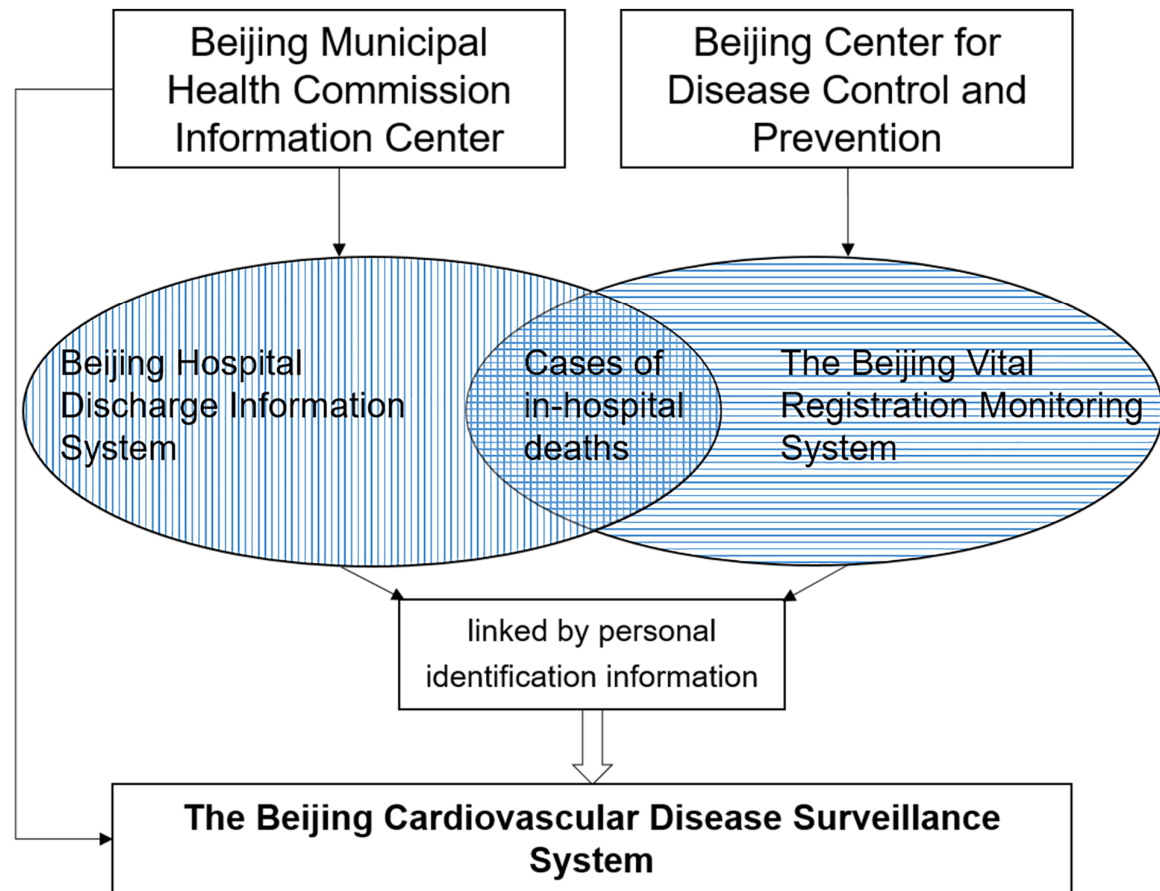 Beijing Municipal
Health Commission
Information Center
Beijing Center for
Disease Control and
Prevention
Beijing Hospital
Discharge Information
System
Cases of
in-hospital
deaths
The Beijing Vital
Registration Monitoring
System
linked by personal
identification information
The Beijing Cardiovascular Disease Surveillance
System